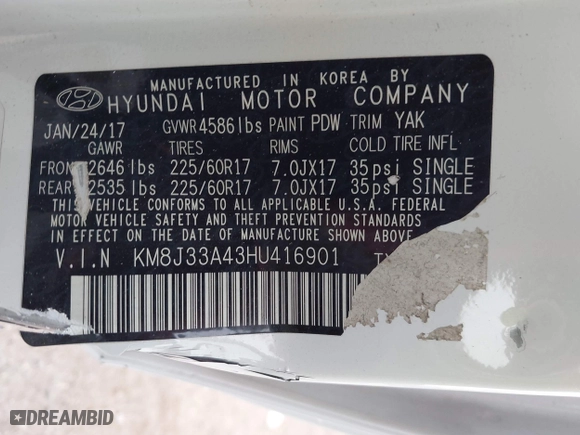 MANUFACTURED IN KOREA BY
HYUNDAI MOTOR COMPANY
JAN/24/17 GVWR 4586lbs PAINT PDW TRIM YAK
GAWR TIRES RIMS COLD TIRE INFL
FRONT 2646 lbs 225/60R17 7.0JX17 35psi SINGLE
REAR 2535 lbs 225/60R17 7.0JX17 35psi SINGLE
THIS VEHICLE CONFORMS TO ALL APPLICABLE U.S.A. FEDERAL
MOTOR VEHICLE SAFETY AND THEFT PREVENTION STANDARDS
IN EFFECT ON THE DATE OF MANUFACTURE SHOWN ABOVE.
V.I.N KM8J33A43HU416901
DREAMBID